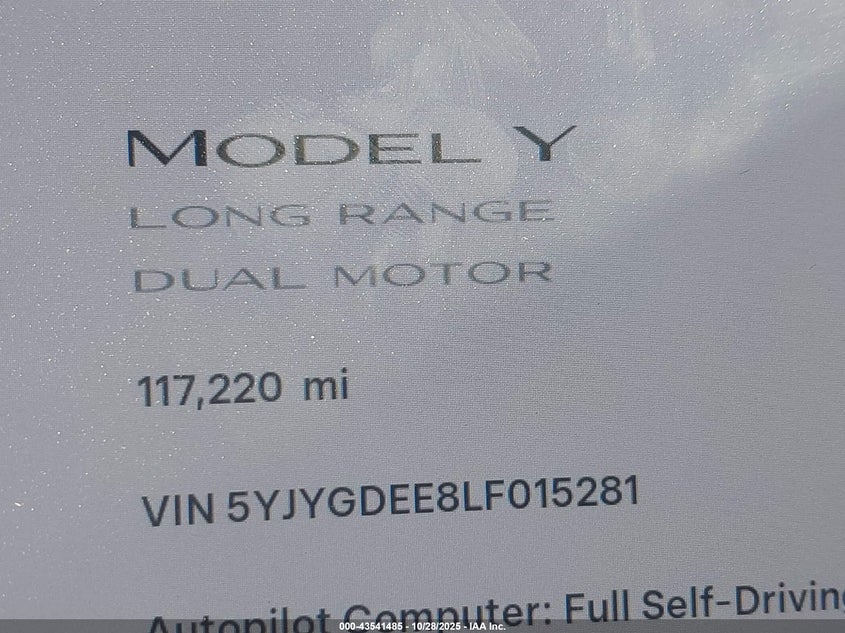 MODEL Y
LONG RANGE
DUAL MOTOR
117,220 mi
VIN 5YJYGDEE8LF015281
Autopilot Computer: Full Self-Driving
000-43541485 - 10/28/2025 - IAA Inc.